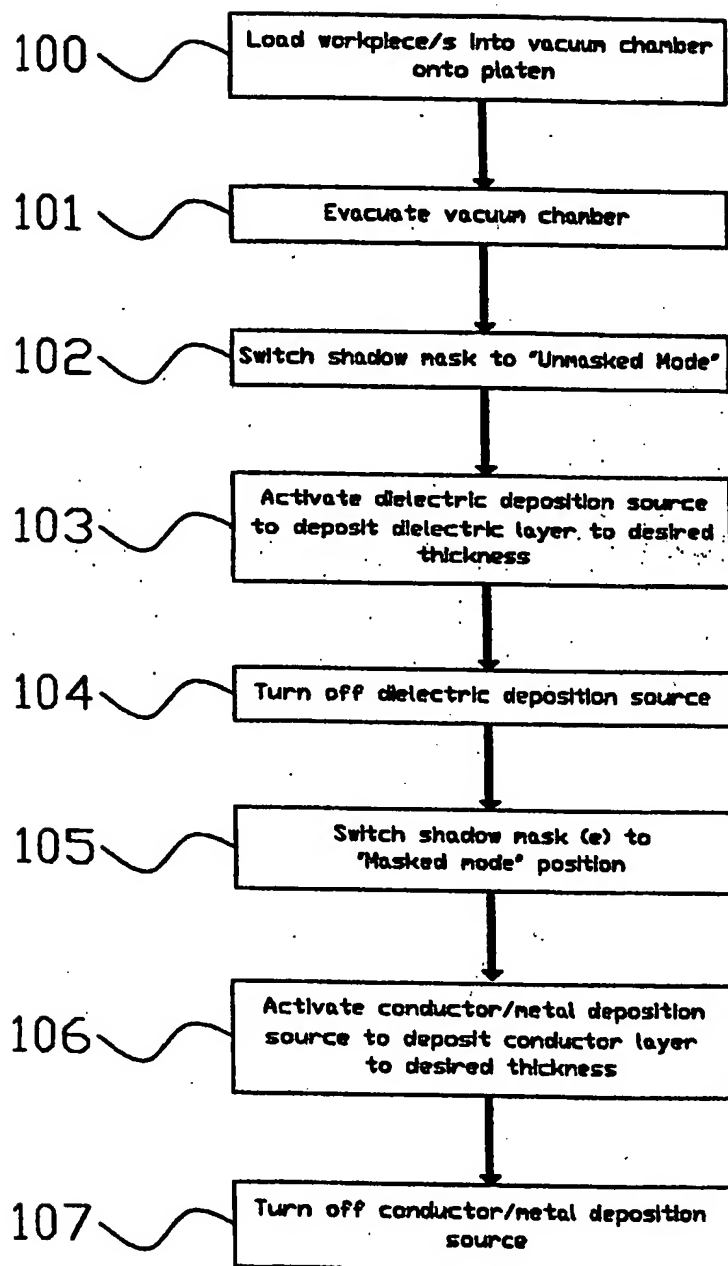 100
Load workpiece/s into vacuum chamber
onto platen
101
Evacuate vacuum chamber
102
Switch shadow mask to "Unmasked Mode"
103
Activate dielectric deposition source
to deposit dielectric layer to desired
thickness
104
Turn off dielectric deposition source
105
Switch shadow mask (e) to
"Masked mode" position
106
Activate conductor/metal deposition
source to deposit conductor layer
to desired thickness
107
Turn off conductor/metal deposition
source